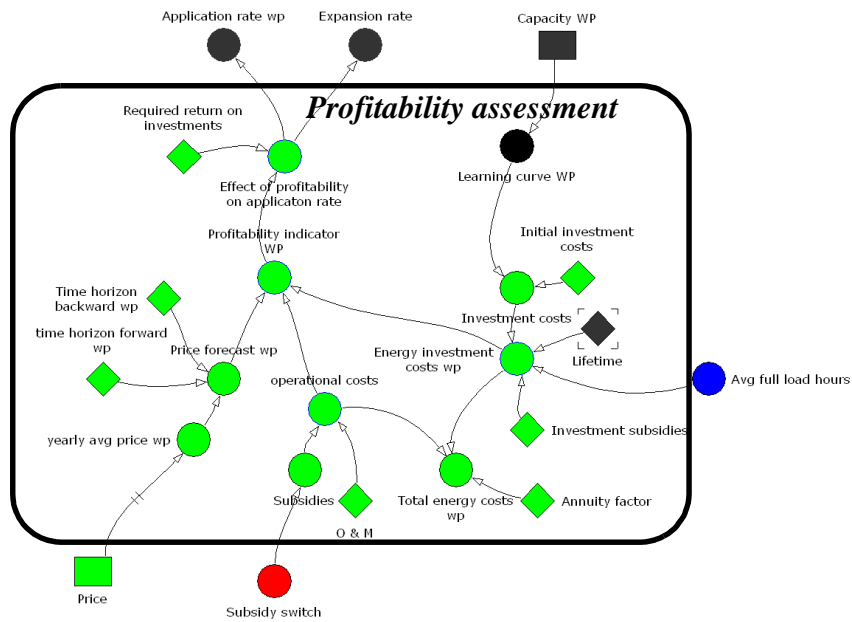 Application rate wp
Expansion rate
Capacity WP
Profitability assessment
Required return on
investments
Learning curve WP
Effect of profitability
on applicaton rate
Profitability indicator
WP
Initial investment
costs
Time horizon
backward wp
time horizon forward
wp
Price forecast wp
Investment costs
Energy investment
costs wp
Lifetime
operational costs
Avg full load hours
yearly avg price wp
Investment subsidies
Subsidies
O & M
Total energy costs
wp
Annuity factor
Price
Subsidy switch